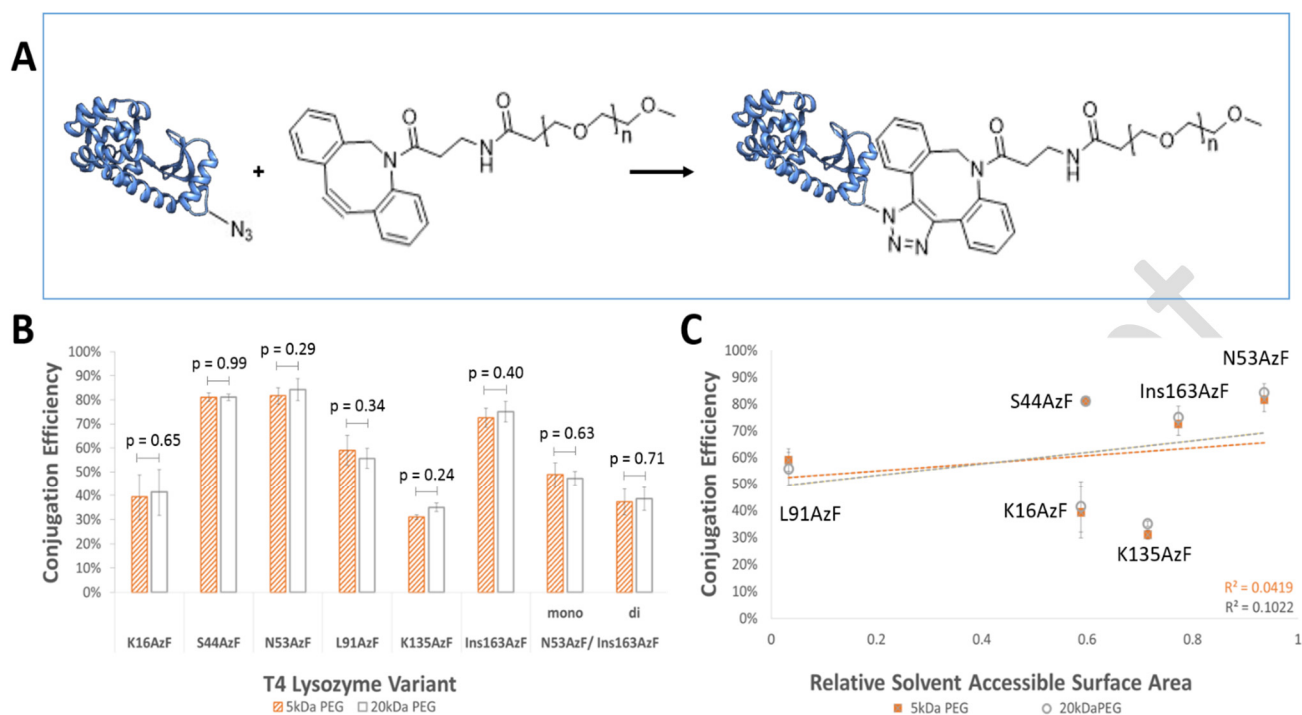 A
N₃
+
N
O
N
H
O
O
n
O
N
N=N
N
O
N
H
O
O
n
O
B
Conjugation Efficiency
100%
90%
80%
70%
60%
50%
40%
30%
20%
10%
0%
p = 0.65
p = 0.99
p = 0.29
p = 0.34
p = 0.24
p = 0.40
p = 0.63
p = 0.71
mono di
K16AzF S44AzF N53AzF L91AzF K135AzF Ins163AzF N53AzF/ Ins163AzF
T4 Lysozyme Variant
5kDa PEG 20kDa PEG
C
Conjugation Efficiency
100%
90%
80%
70%
60%
50%
40%
30%
20%
10%
0%
N53AzF
Ins163AzF
S44AzF
L91AzF
K16AzF
K135AzF
R² = 0.0419
R² = 0.1022
0 0.2 0.4 0.6 0.8 1
Relative Solvent Accessible Surface Area
5kDa PEG 20kDaPEG